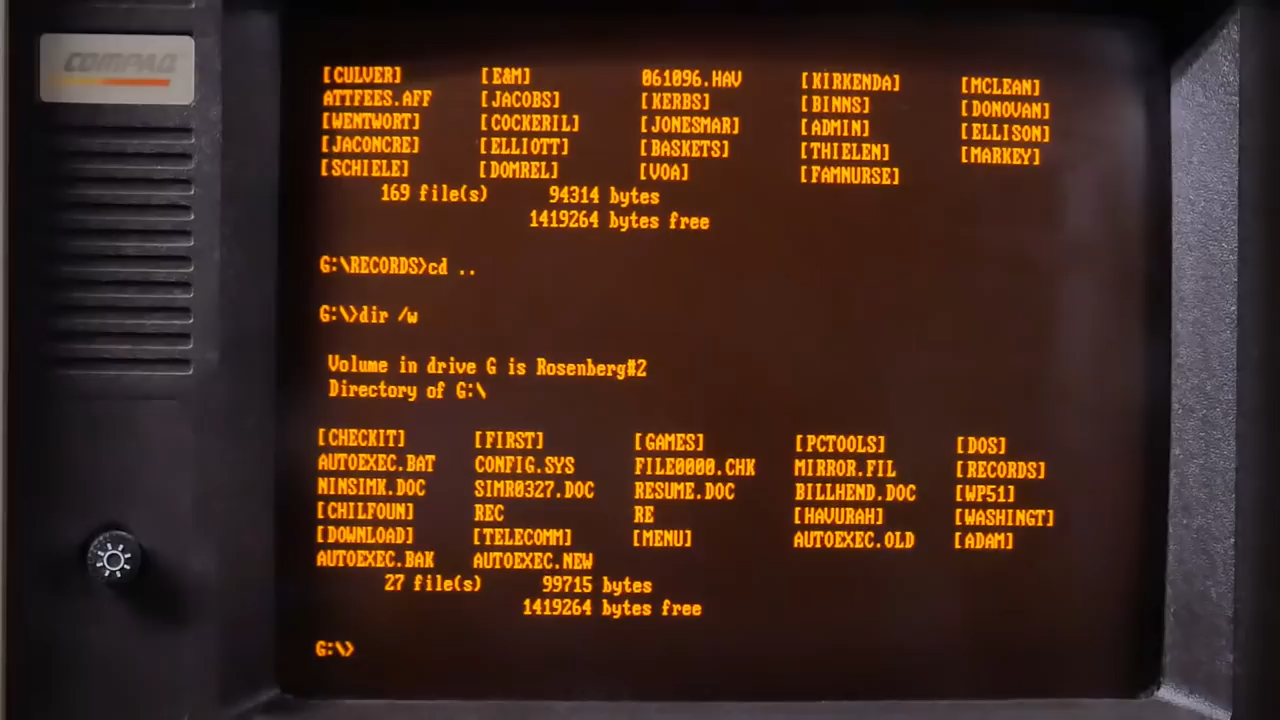 COMPAQ
[CULVER] [E&M] 061096.HAV [KIRKENDA] [MCLEAN]
ATTFEES.AFF [JACOBS] [KERBS] [BINNS] [DONOVAN]
[WENTWORT] [COCKERIL] [JONESMAR] [ADMIN] [ELLISON]
[JACONCRE] [ELLIOTT] [BASKETS] [THIELEN] [MARKEY]
[SCHIELE] [DOMREL] [VOA] [FAMNURSE]
169 file(s) 94314 bytes
1419264 bytes free
G:\RECORDS>cd ..
G:\>dir /w
Volume in drive G is Rosenberg#2
Directory of G:\
[CHECKIT] [FIRST] [GAMES] [PCTOOLS] [DOS]
AUTOEXEC.BAT CONFIG.SYS FILE0000.CHK MIRROR.FIL [RECORDS]
NINSIMK.DOC SIMR0327.DOC RESUME.DOC BILLHEND.DOC [WP51]
[CHILFOUN] REC RE [HAVURAH] [WASHINGT]
[DOWNLOAD] [TELECOMM] [MENU] AUTOEXEC.OLD [ADAM]
AUTOEXEC.BAK AUTOEXEC.NEW
27 file(s) 99715 bytes
1419264 bytes free
G:\>